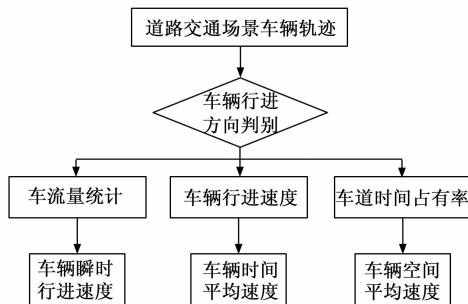 道路交通场景车辆轨迹
车辆行进
方向判别
车流量统计
车辆行进速度
车道时间占有率
车辆瞬时
行进速度
车辆时间
平均速度
车辆空间
平均速度